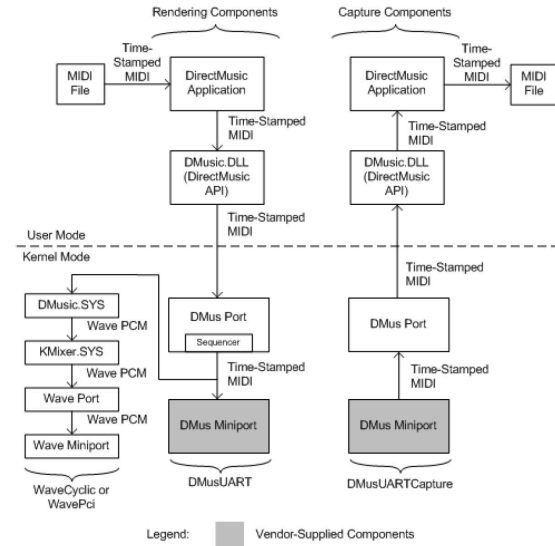 Rendering Components
Capture Components
Time-
Stamped
MIDI
MIDI
File
DirectMusic
Application
Time-Stamped
MIDI
DMusic.DLL
(DirectMusic
API)
Time-Stamped
MIDI
DirectMusic
Application
Time-
Stamped
MIDI
MIDI
File
Time-Stamped
MIDI
DMusic.DLL
(DirectMusic
API)
User Mode
Kernel Mode
DMusic.SYS
Wave PCM
KMixer.SYS
Wave PCM
Wave Port
Wave PCM
Wave Miniport
WaveCyclic or
WavePci
DMus Port
Sequencer
Time-Stamped
MIDI
DMus Miniport
DMusUART
Time-Stamped
MIDI
DMus Port
Time-Stamped
MIDI
DMus Miniport
DMusUARTCapture
Legend:
Vendor-Supplied Components